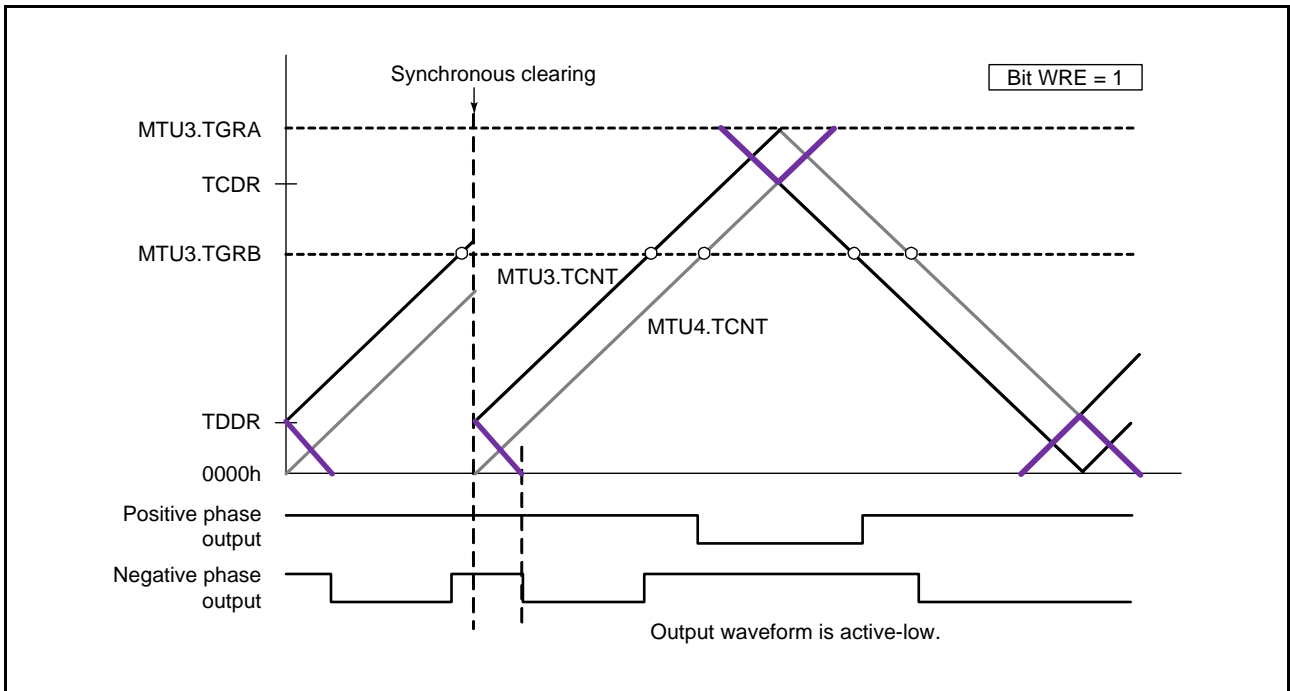 Synchronous clearing
Bit WRE = 1
MTU3.TGRA
TCDR
MTU3.TGRB
MTU3.TCNT
MTU4.TCNT
TDDR
0000h
Positive phase
output
Negative phase
output
Output waveform is active-low.